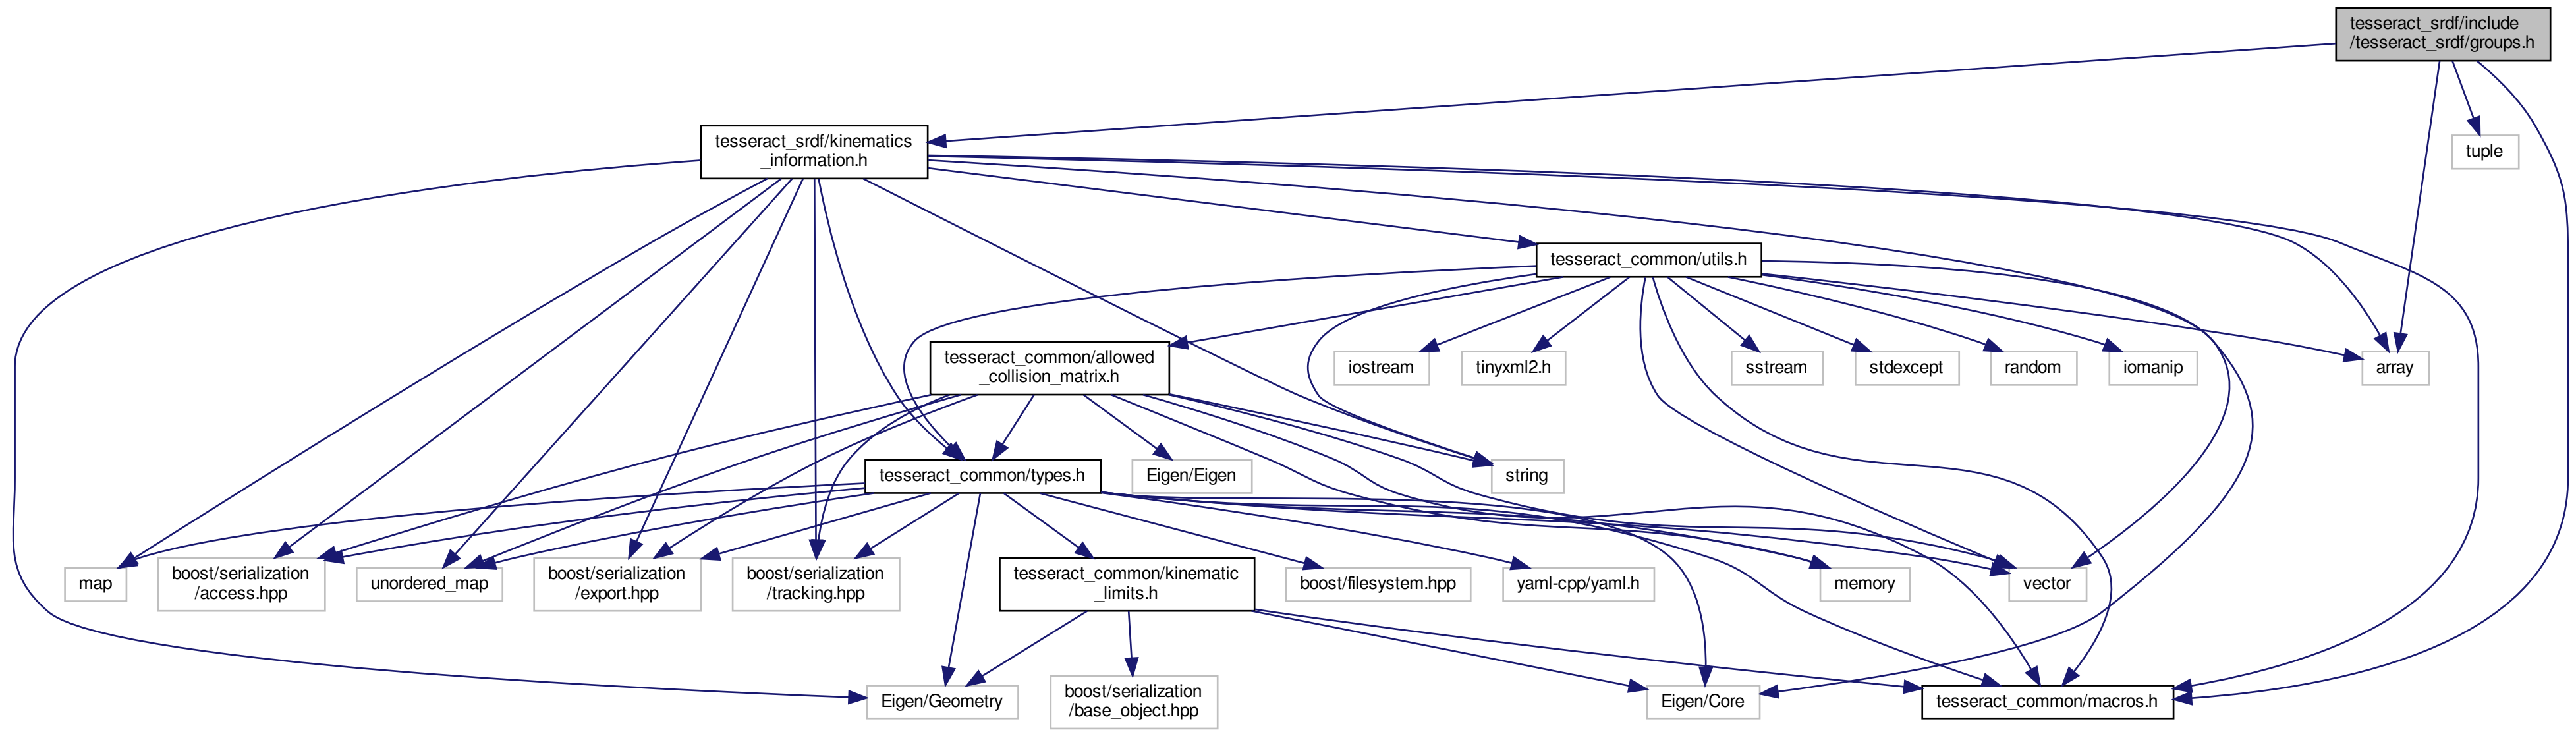 tesseract_srdf/include
/tesseract_srdf/groups.h
tesseract_srdf/kinematics
_information.h
tuple
tesseract_common/utils.h
tesseract_common/allowed
_collision_matrix.h
iostream
tinyxml2.h
sstream
stdexcept
random
iomanip
array
tesseract_common/types.h
Eigen/Eigen
string
map
boost/serialization
/access.hpp
unordered_map
boost/serialization
/export.hpp
boost/serialization
/tracking.hpp
tesseract_common/kinematic
_limits.h
boost/filesystem.hpp
yaml-cpp/yaml.h
memory
vector
Eigen/Geometry
boost/serialization
/base_object.hpp
Eigen/Core
tesseract_common/macros.h